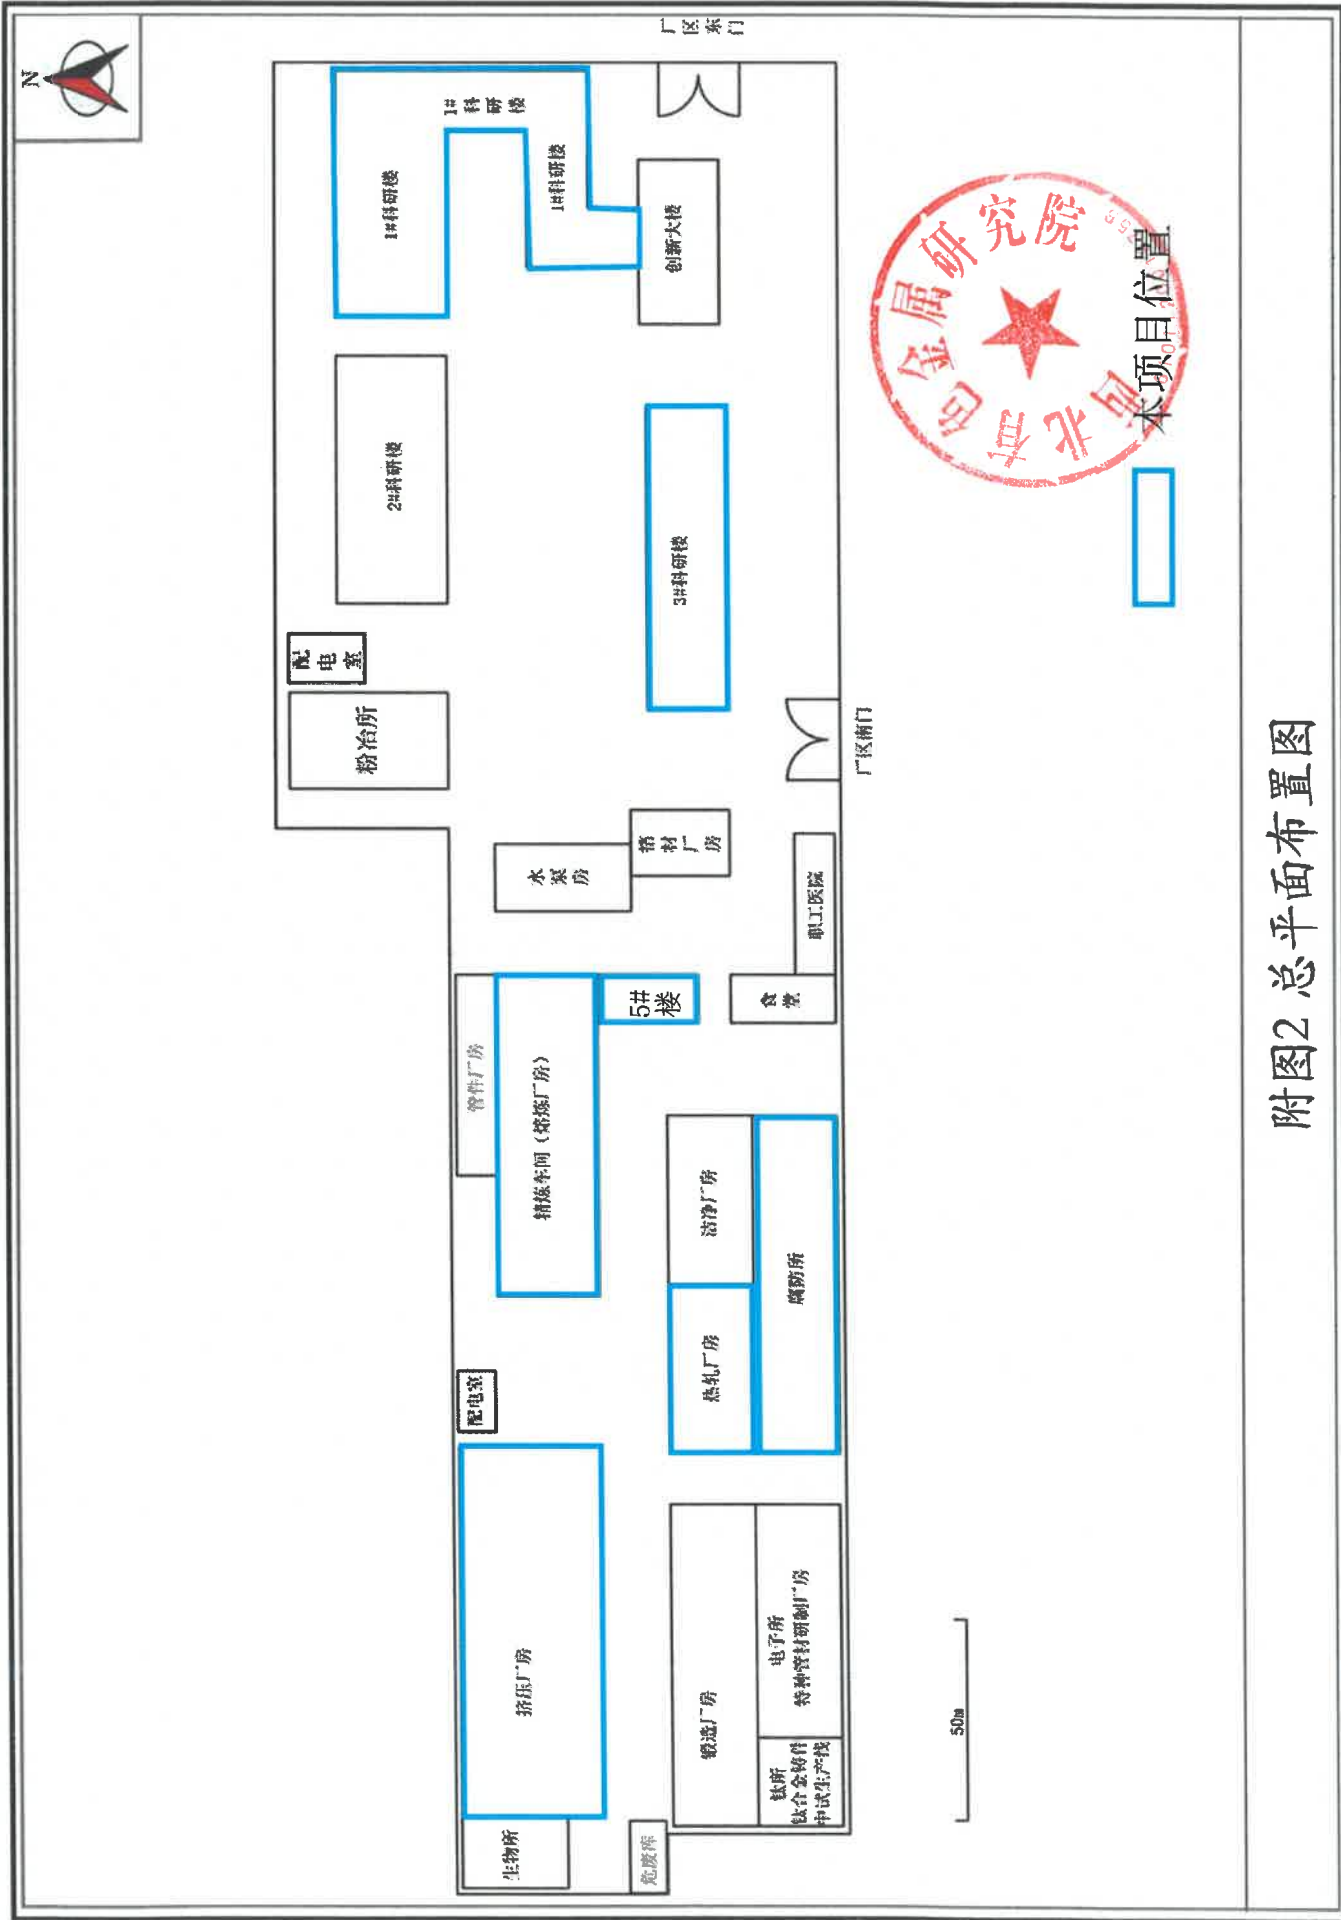 N
厂区东门
1#科研楼
1#科研楼
1#科研楼
创新大楼
2#科研楼
3#科研楼
配电室
粉冶所
厂区南门
水泵房
精材厂房
职工医院
食堂
5#楼
管件厂房
精炼车间（熔炼厂房）
洁净厂房
热轧厂房
腐防所
配电室
挤压厂房
生物所
危废库
锻造厂房
电子所
特种管材研制厂房
钛所
钛合金铸件
中试生产线
50m
西北有色金属研究院
本项目位置
附图2 总平面布置图